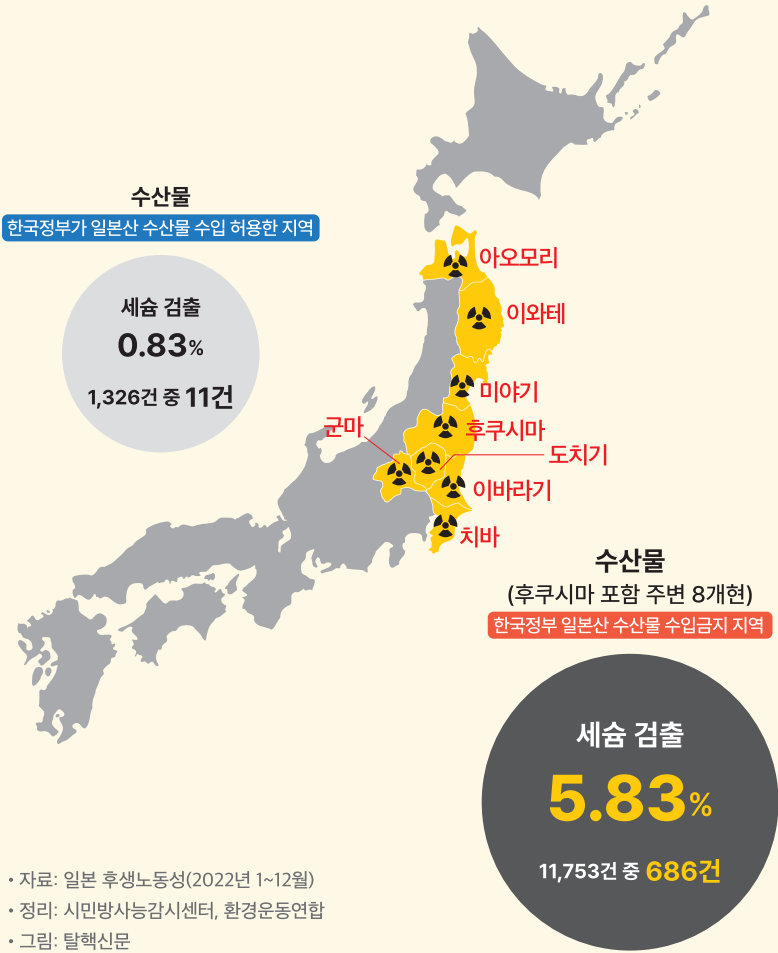 수산물
한국정부가 일본산 수산물 수입 허용한 지역
세슘 검출
0.83%
1,326건 중 11건
아오모리
이와테
미야기
군마
후쿠시마
도치기
이바라기
치바
수산물
(후쿠시마 포함 주변 8개현)
한국정부 일본산 수산물 수입금지 지역
세슘 검출
5.83%
11,753건 중 686건
• 자료: 일본 후생노동성(2022년 1~12월)
• 정리: 시민방사능감시센터, 환경운동연합
• 그림: 탈핵신문